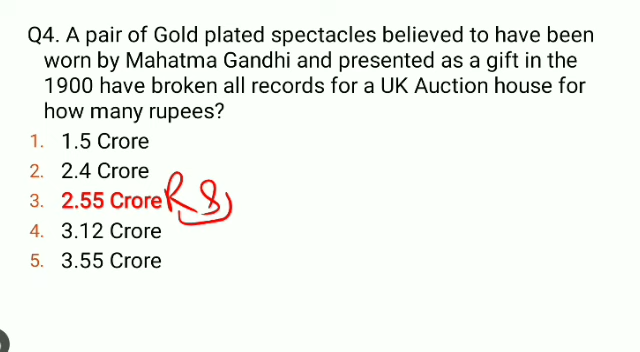 Q4. A pair of Gold plated spectacles believed to have been
worn by Mahatma Gandhi and presented as a gift in the
1900 have broken all records for a UK Auction house for
how many rupees?
1. 1.5 Crore
2. 2.4 Crore
3. 2.55 Crore R 8
4. 3.12 Crore
5. 3.55 Crore